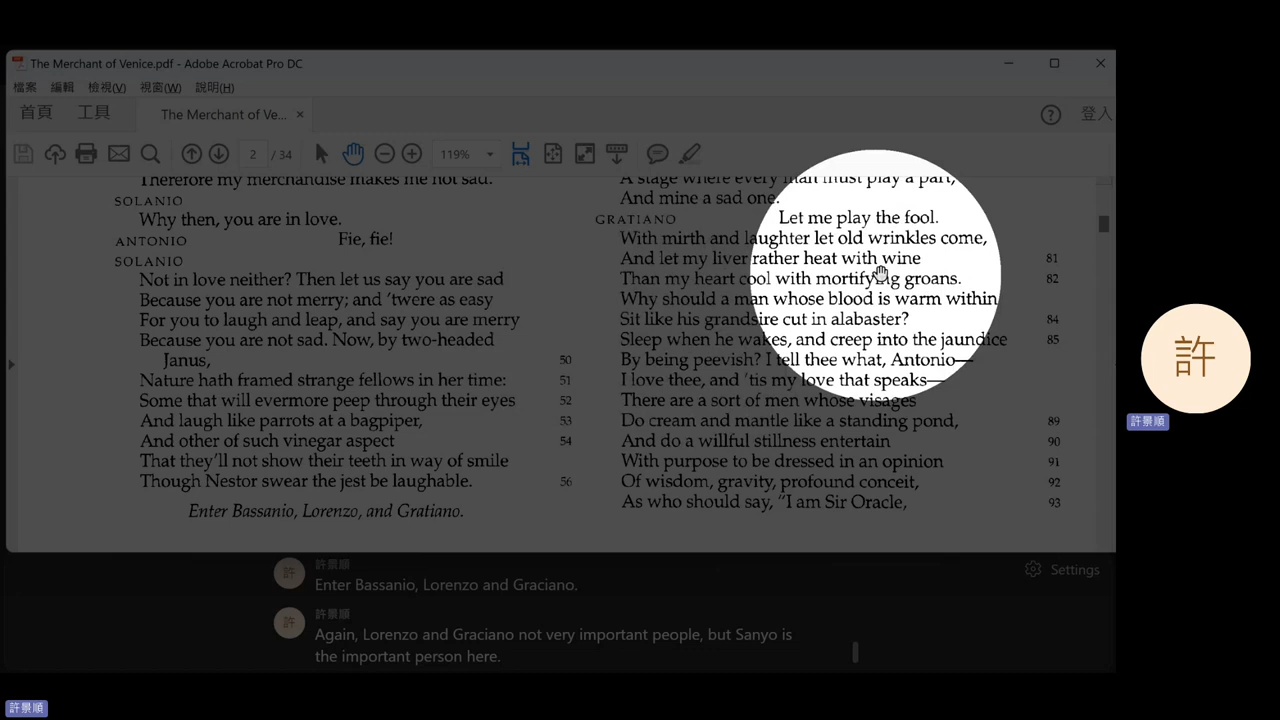 The Merchant of Venice.pdf - Adobe Acrobat Pro DC
檔案 編輯 檢視(V) 視窗(W) 說明(H)
首頁 工具 The Merchant of Ve... × 登入
2 / 34 119%
Therefore my merchandise makes me not sad.
SOLANIO
Why then, you are in love.
ANTONIO Fie, fie!
SOLANIO
Not in love neither? Then let us say you are sad
Because you are not merry; and 'twere as easy
For you to laugh and leap, and say you are merry
Because you are not sad. Now, by two-headed
Janus, 50
Nature hath framed strange fellows in her time: 51
Some that will evermore peep through their eyes 52
And laugh like parrots at a bagpiper, 53
And other of such vinegar aspect 54
That they'll not show their teeth in way of smile
Though Nestor swear the jest be laughable. 56
Enter Bassanio, Lorenzo, and Gratiano.
A stage where every man must play a part,
And mine a sad one.
GRATIANO Let me play the fool.
With mirth and laughter let old wrinkles come,
And let my liver rather heat with wine 81
Than my heart cool with mortifying groans. 82
Why should a man whose blood is warm within
Sit like his grandsire cut in alabaster? 84
Sleep when he wakes, and creep into the jaundice 85
By being peevish? I tell thee what, Antonio—
I love thee, and 'tis my love that speaks—
There are a sort of men whose visages
Do cream and mantle like a standing pond, 89
And do a willful stillness entertain 90
With purpose to be dressed in an opinion 91
Of wisdom, gravity, profound conceit, 92
As who should say, "I am Sir Oracle, 93
許
許景順
許 許景順
Enter Bassanio, Lorenzo and Graciano.
Settings
許 許景順
Again, Lorenzo and Graciano not very important people, but Sanyo is
the important person here.
許景順